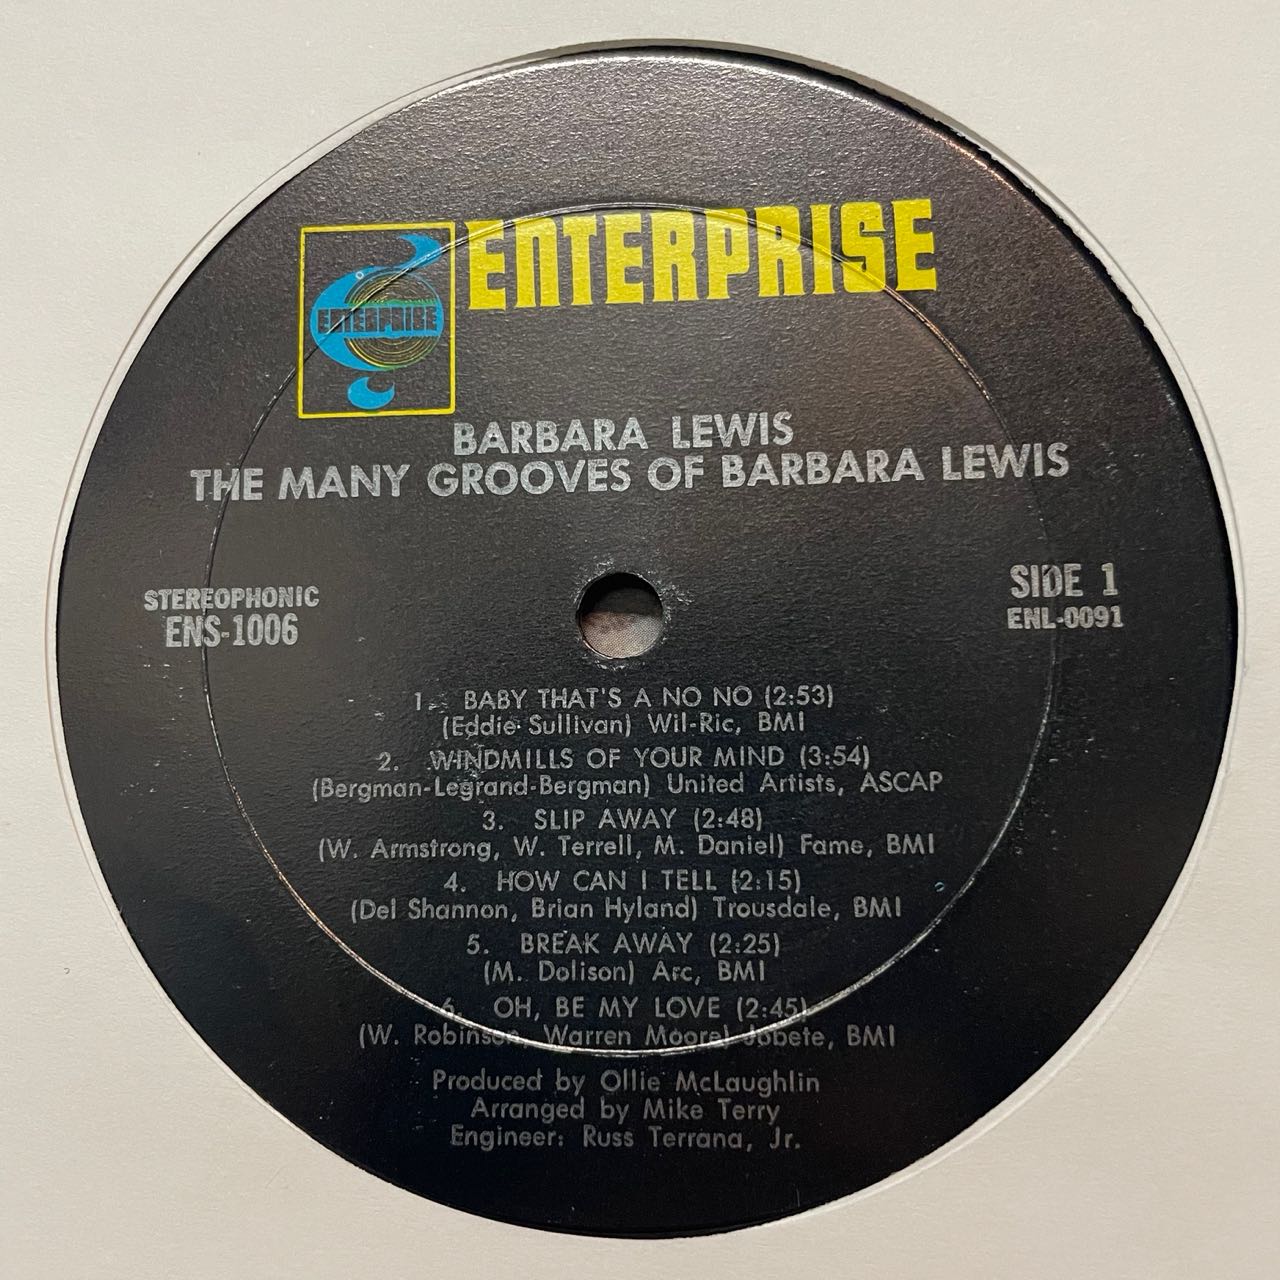 ENTERPRISE
ENTERPRISE
BARBARA LEWIS
THE MANY GROOVES OF BARBARA LEWIS
STEREOPHONIC
ENS-1006
SIDE 1
ENL-0091
1. BABY THAT'S A NO NO (2:53)
(Eddie Sullivan) Wil-Ric, BMI
2. WINDMILLS OF YOUR MIND (3:54)
(Bergman-Legrand-Bergman) United Artists, ASCAP
3. SLIP AWAY (2:48)
(W. Armstrong, W. Terrell, M. Daniel) Fame, BMI
4. HOW CAN I TELL (2:15)
(Del Shannon, Brian Hyland) Trousdale, BMI
5. BREAK AWAY (2:25)
(M. Dolison) Arc, BMI
6. OH, BE MY LOVE (2:45)
(W. Robinson, Warren Moore) Jobete, BMI
Produced by Ollie McLaughlin
Arranged by Mike Terry
Engineer: Russ Terrana, Jr.